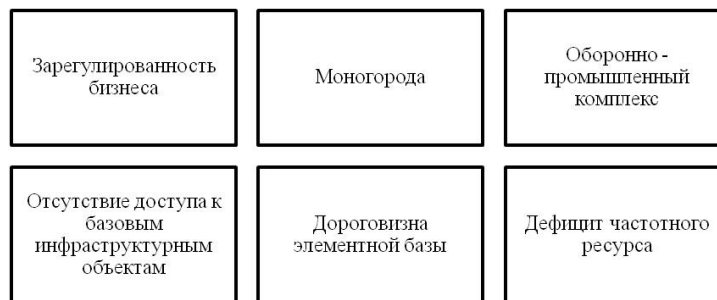 Зарегулированность
бизнеса
Моногорода
Оборонно -
промышленный
комплекс
Отсутствие доступа к
базовым
инфраструктурным
объектам
Дороговизна
элементной базы
Дефицит частотного
ресурса